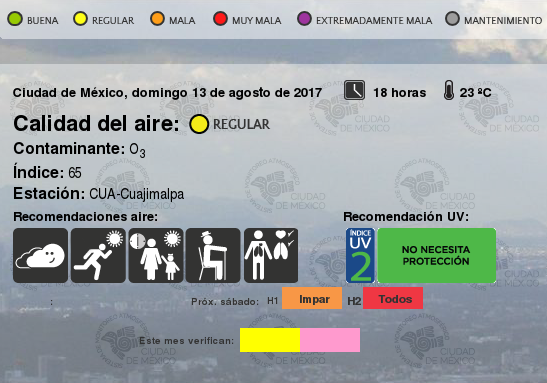 BUENA REGULAR MALA MUY MALA EXTREMADAMENTE MALA MANTENIMIENTO
Ciudad de México, domingo 13 de agosto de 2017 18 horas 23 ºC
Calidad del aire: REGULAR
Contaminante: O3
Índice: 65
Estación: CUA-Cuajimalpa
Recomendaciones aire: Recomendación UV:
ÍNDICE
UV
2
NO NECESITA
PROTECCIÓN
: Próx. sábado: H1 Impar H2 Todos
Este mes verifican:
CIUDAD
DE MÉXICO